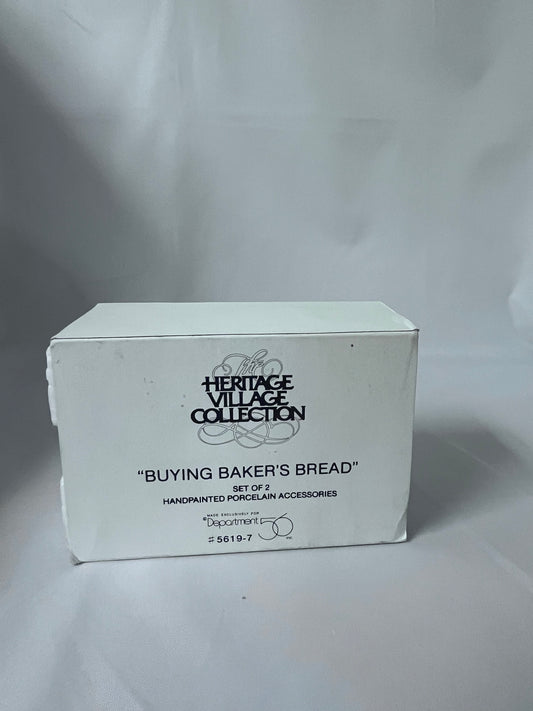 The
HERITAGE
VILLAGE
COLLECTION
"BUYING BAKER'S BREAD"
SET OF 2
HANDPAINTED PORCELAIN ACCESSORIES
MADE EXCLUSIVELY FOR
©Department 56 ™
#5619-7